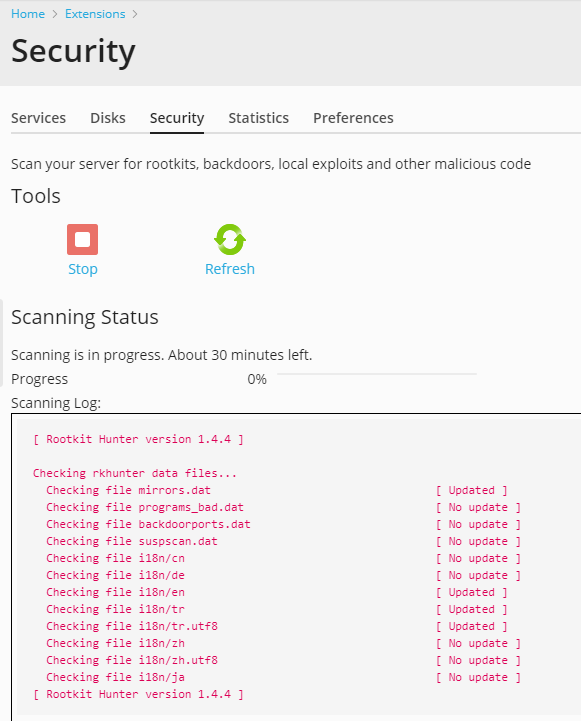 Home > Extensions >
Security
Services Disks Security Statistics Preferences
Scan your server for rootkits, backdoors, local exploits and other malicious code
Tools
Stop Refresh
Scanning Status
Scanning is in progress. About 30 minutes left.
Progress 0%
Scanning Log:
[ Rootkit Hunter version 1.4.4 ]
Checking rkhunter data files...
Checking file mirrors.dat [ Updated ]
Checking file programs_bad.dat [ No update ]
Checking file backdoorports.dat [ No update ]
Checking file suspscan.dat [ No update ]
Checking file i18n/cn [ No update ]
Checking file i18n/de [ No update ]
Checking file i18n/en [ Updated ]
Checking file i18n/tr [ Updated ]
Checking file i18n/tr.utf8 [ Updated ]
Checking file i18n/zh [ No update ]
Checking file i18n/zh.utf8 [ No update ]
Checking file i18n/ja [ No update ]
[ Rootkit Hunter version 1.4.4 ]